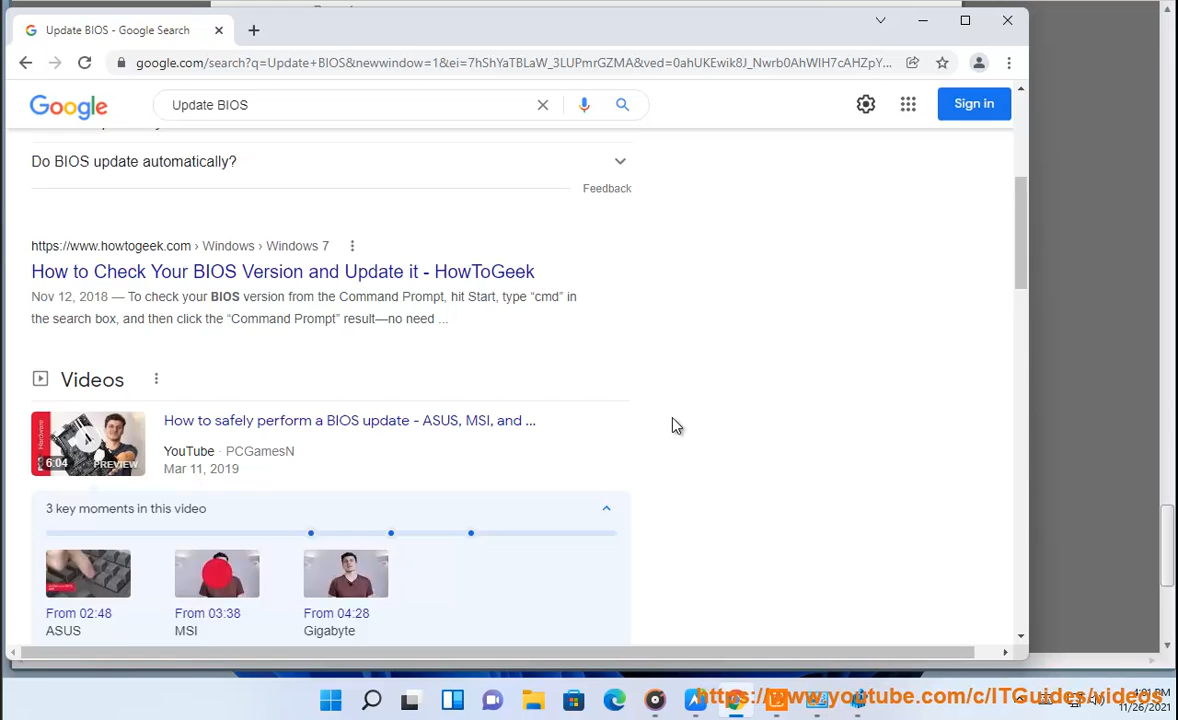 Update BIOS - Google Search
google.com/search?q=Update+BIOS&newwindow=1&ei=7hShYaTBLaW_3LUPmrGZMA&ved=0ahUKEwik8J_Nwrb0AhWIH7cAHZpY...
Google
Update BIOS
Sign in
Do BIOS update automatically?
Feedback
https://www.howtogeek.com › Windows › Windows 7
How to Check Your BIOS Version and Update it - HowToGeek
Nov 12, 2018 — To check your BIOS version from the Command Prompt, hit Start, type “cmd” in
the search box, and then click the “Command Prompt” result—no need ...
Videos
How to safely perform a BIOS update - ASUS, MSI, and ...
6:04
PREVIEW
YouTube · PCGamesN
Mar 11, 2019
3 key moments in this video
From 02:48
ASUS
From 03:38
MSI
From 04:28
Gigabyte
https://www.youtube.com/c/ITGuides/videos
4:01 PM
11/26/2021